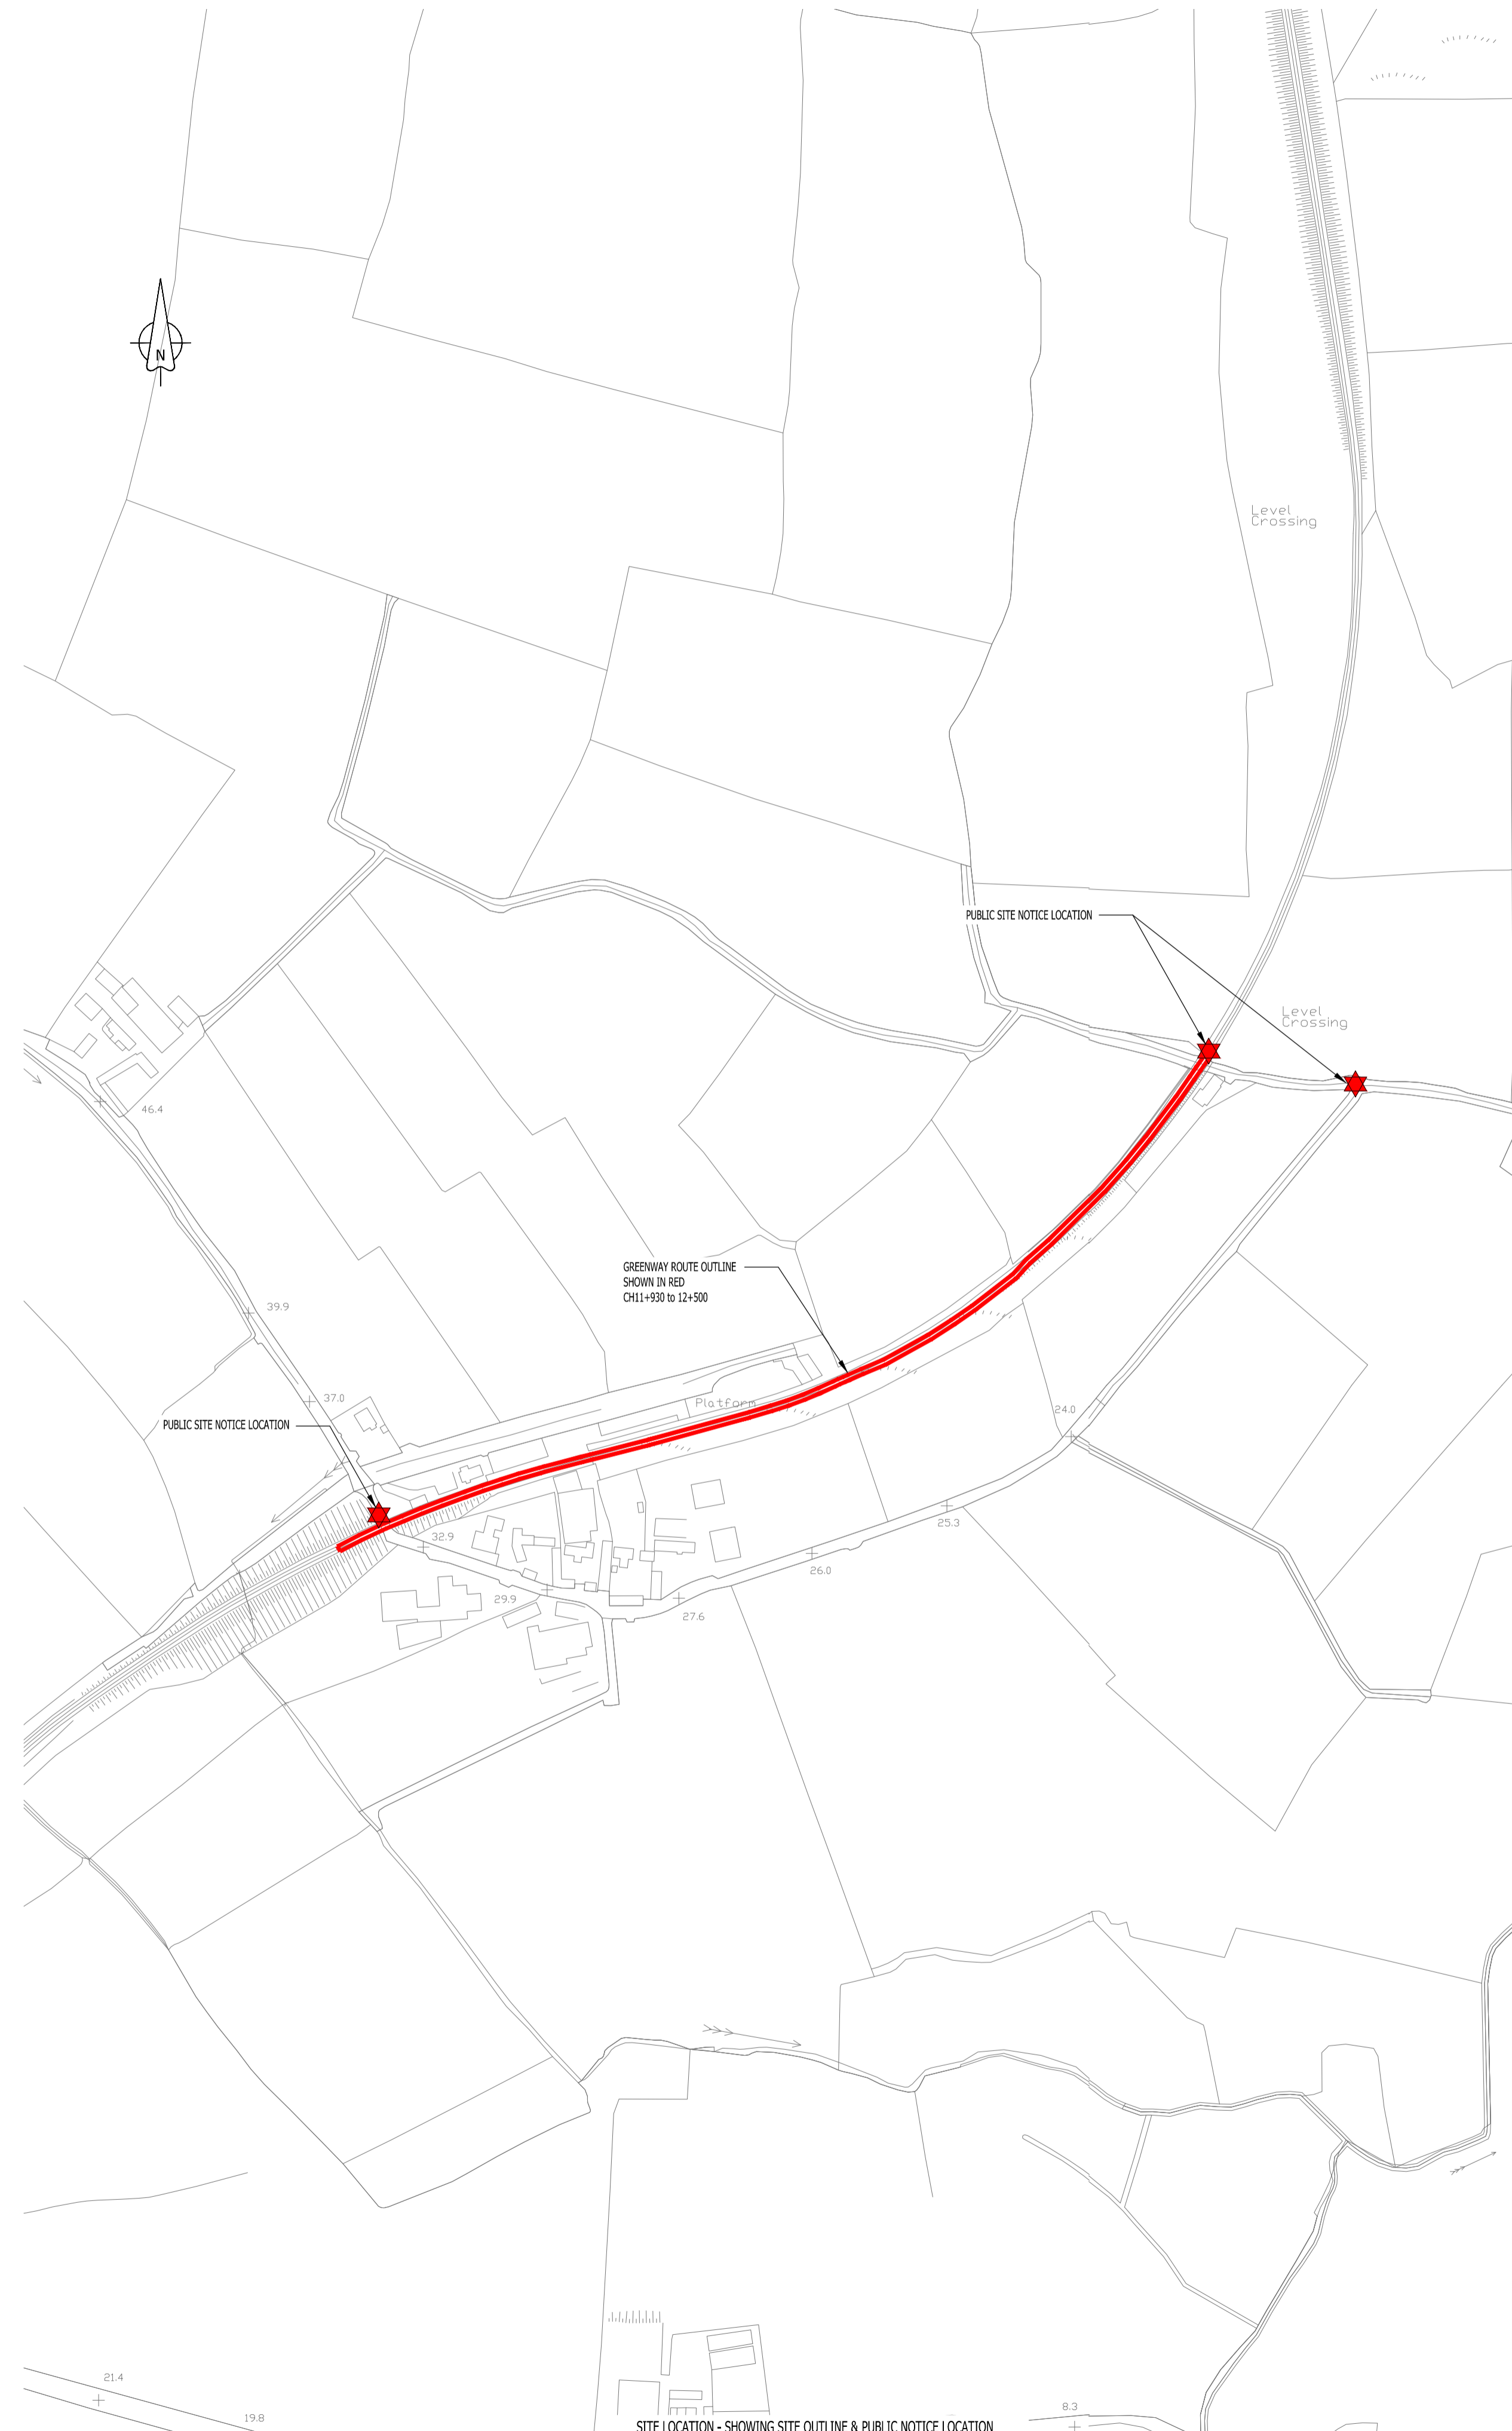 N
Level
Crossing
PUBLIC SITE NOTICE LOCATION
Level
Crossing
46.4
GREENWAY ROUTE OUTLINE
SHOWN IN RED
CH11+930 to 12+500
39.9
37.0
Platform
24.0
PUBLIC SITE NOTICE LOCATION
25.3
32.9
26.0
29.9
27.6
21.4
8.3
19.8
SITE LOCATION - SHOWING SITE OUTLINE & PUBLIC NOTICE LOCATION